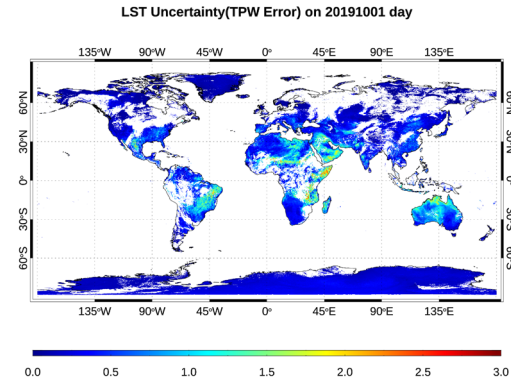 LST Uncertainty(TPW Error) on 20191001 day
135°W 90°W 45°W 0° 45°E 90°E 135°E
60°N 60°N
30°N 30°N
0° 0°
30°S 30°S
60°S 60°S
135°W 90°W 45°W 0° 45°E 90°E 135°E
0.0 0.5 1.0 1.5 2.0 2.5 3.0